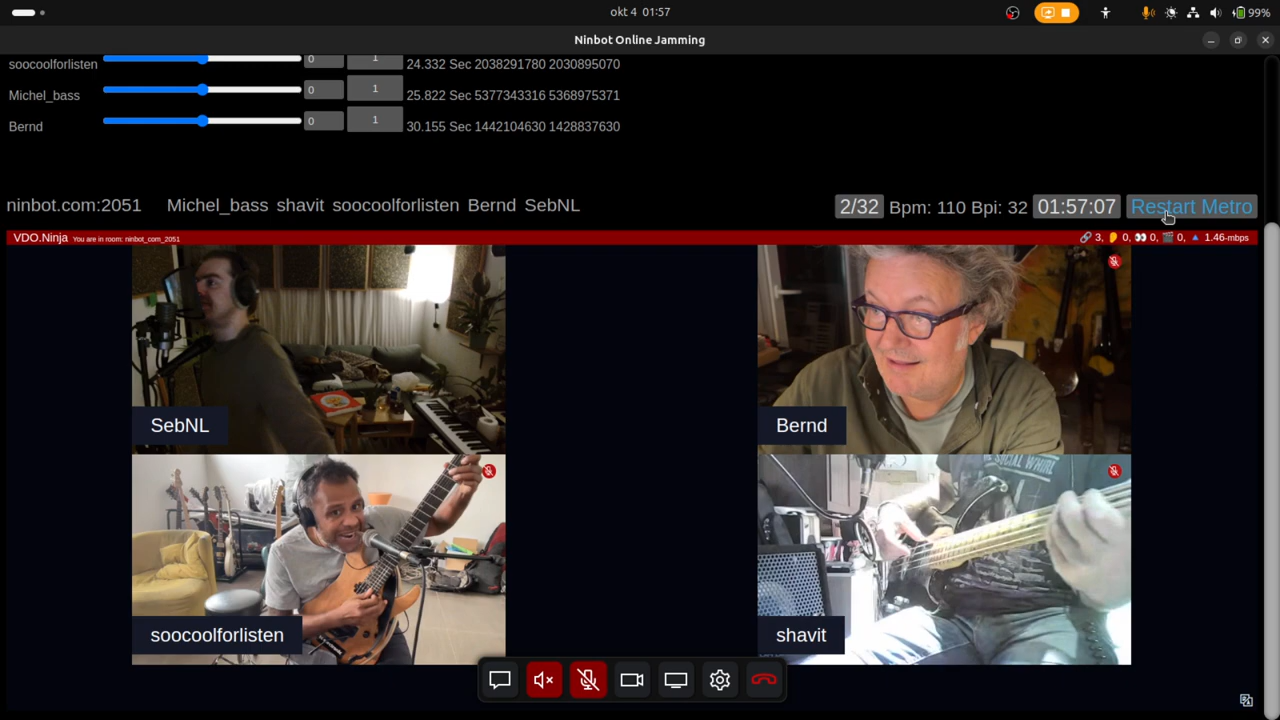 okt 4 01:57
99%
Ninbot Online Jamming
soocoolforlisten 0 1 24.332 Sec 2038291780 2030895070
Michel_bass 0 1 25.822 Sec 5377343316 5368975371
Bernd 0 1 30.155 Sec 1442104630 1428837630
ninbot.com:2051 Michel_bass shavit soocoolforlisten Bernd SebNL 2/32 Bpm: 110 Bpi: 32 01:57:07 Restart Metro
VDO.Ninja You are in room: ninbot_com_2051 3, 0, 0, 0, 1.46-mbps
SebNL
Bernd
SOCIAL WHIRL
soocoolforlisten
shavit